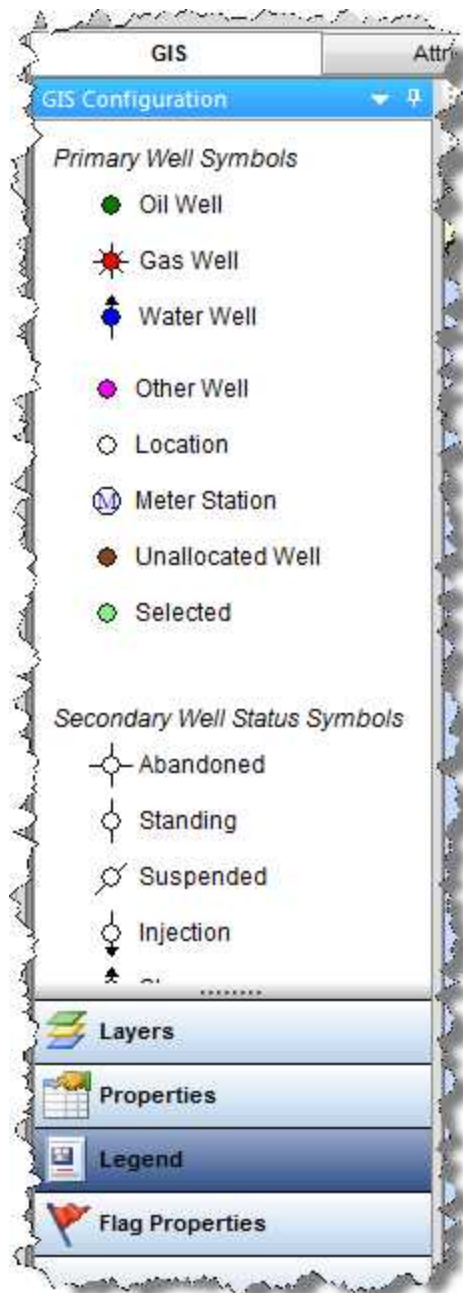 GIS
GIS Configuration
Primary Well Symbols
Oil Well
Gas Well
Water Well
Other Well
Location
M Meter Station
Unallocated Well
Selected
Secondary Well Status Symbols
Abandoned
Standing
Suspended
Injection
Layers
Properties
Legend
Flag Properties